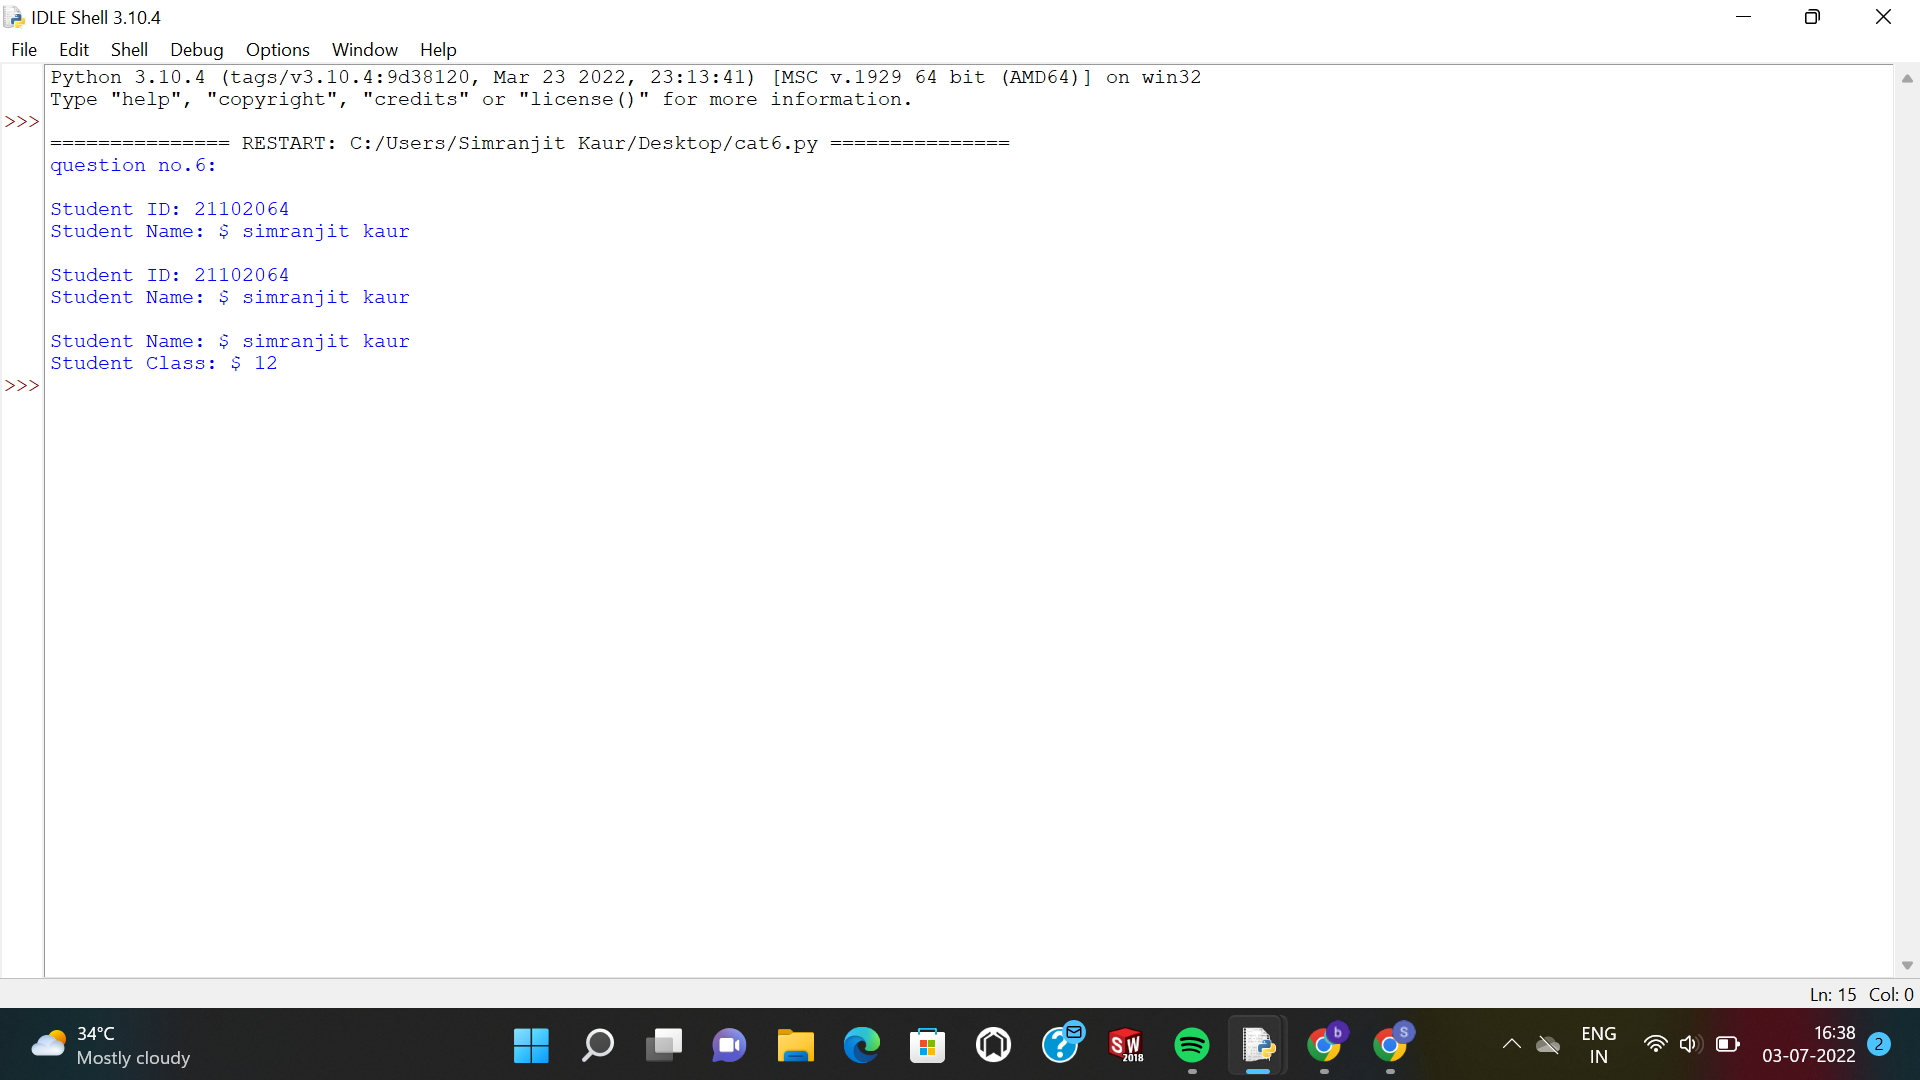 IDLE Shell 3.10.4
File Edit Shell Debug Options Window Help
Python 3.10.4 (tags/v3.10.4:9d38120, Mar 23 2022, 23:13:41) [MSC v.1929 64 bit (AMD64)] on win32
Type "help", "copyright", "credits" or "license()" for more information.
>>>
=============== RESTART: C:/Users/Simranjit Kaur/Desktop/cat6.py ===============
question no.6:
Student ID: 21102064
Student Name: $ simranjit kaur
Student ID: 21102064
Student Name: $ simranjit kaur
Student Name: $ simranjit kaur
Student Class: $ 12
>>>
Ln: 15 Col: 0
34°C
Mostly cloudy
SW
2018
b
S
ENG
IN
16:38
03-07-2022
2